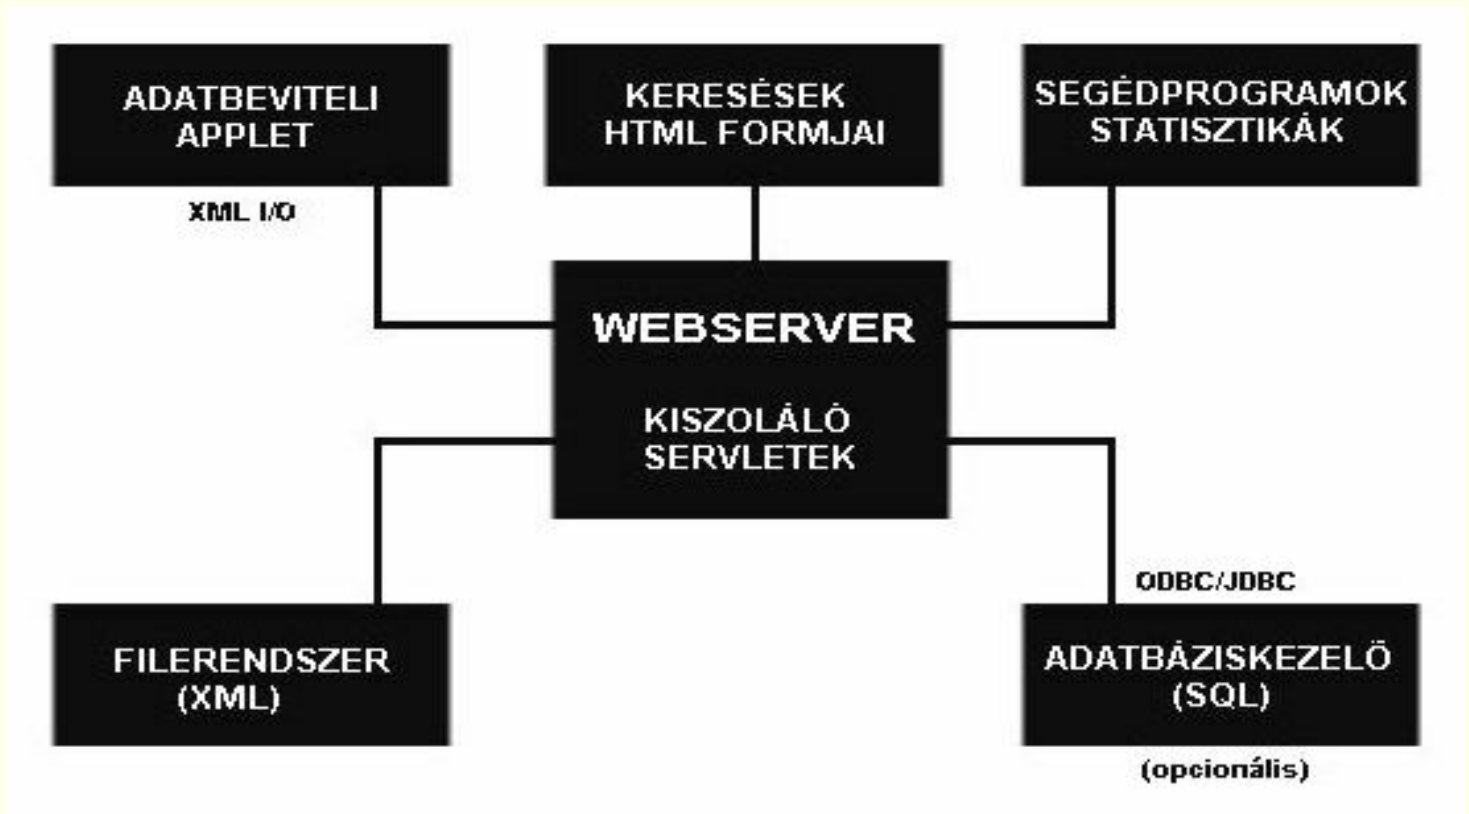 ADATBEVITELI
APPLET
KERESÉSEK
HTML FORMJAI
SEGÉDPROGRAMOK
STATISZTIKÁK
XML I/O
WEBSERVER
KISZOLÁLÓ
SERVLETEK
ODBC/JDBC
FILERENDSZER
(XML)
ADATBÁZISKEZELŐ
(SQL)
(opcionális)